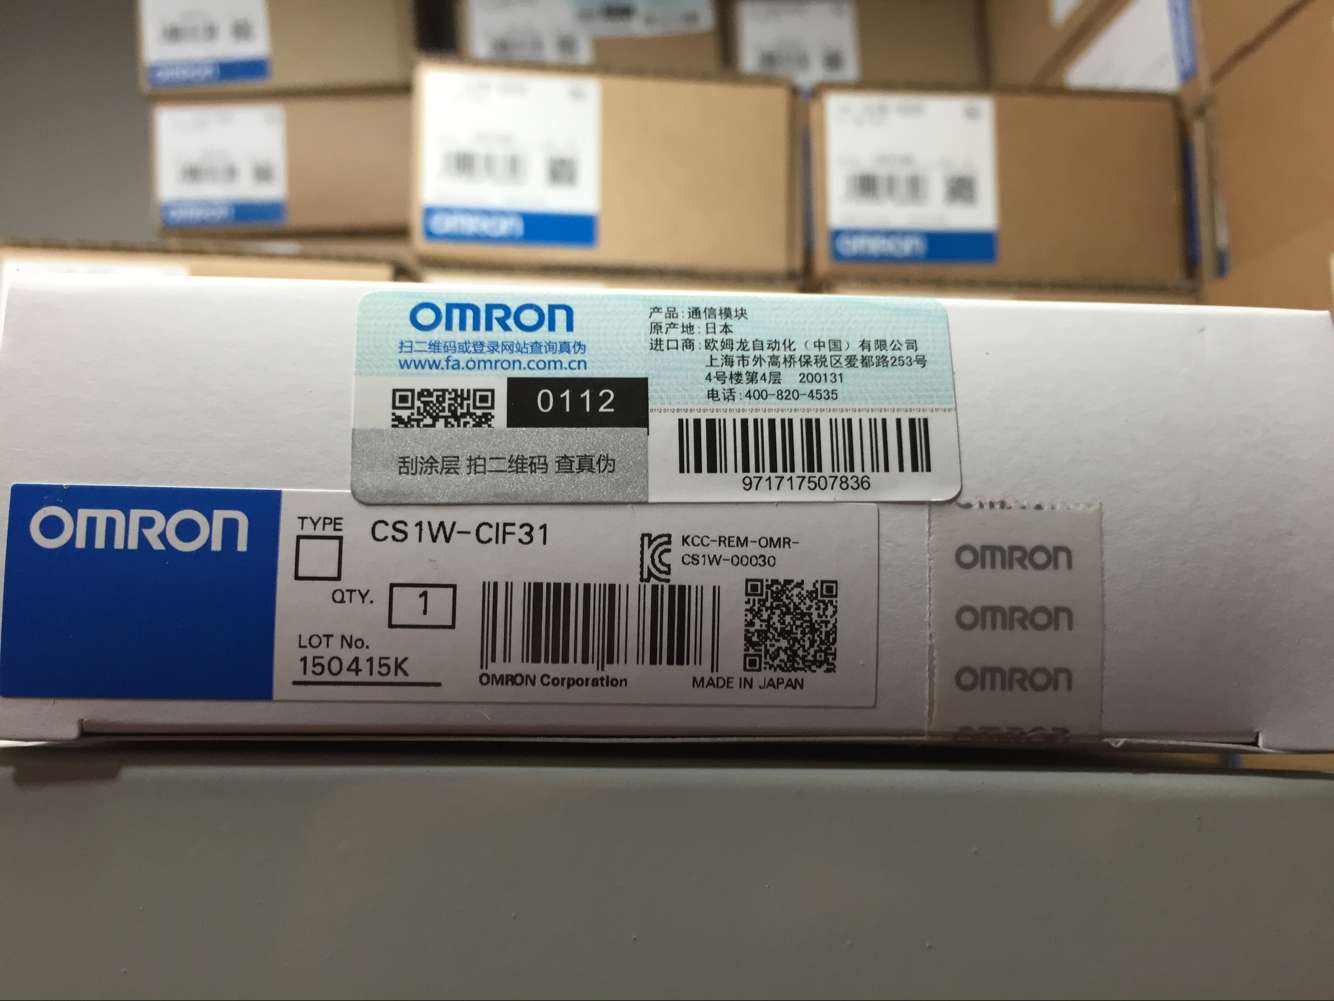 OMRON
OMRON
OMRON
OMRON
OMRON
扫二维码或登录网站查询真伪
www.fa.omron.com.cn
0112
刮涂层 拍二维码 查真伪
产品:通信模块
原产地:日本
进口商:欧姆龙自动化（中国）有限公司
上海市外高桥保税区爱都路253号
4号楼第4层 200131
电话:400-820-4535
971717507836
OMRON
TYPE
CS1W-CIF31
KCC-REM-OMR-
CS1W-00030
QTY.
1
LOT No.
150415K
OMRON Corporation
MADE IN JAPAN
OMRON
OMRON
OMRON
OMRON